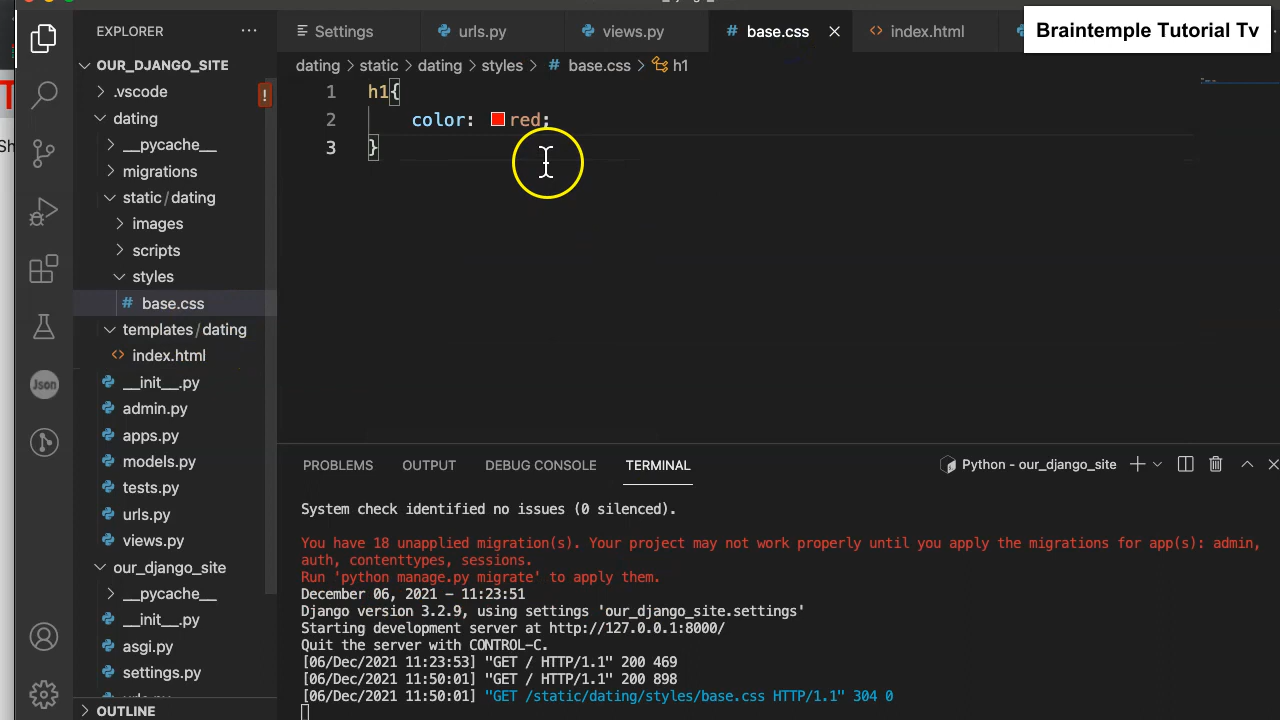 EXPLORER
Settings
urls.py
views.py
base.css
index.html
Braintemple Tutorial Tv
OUR_DJANGO_SITE
dating > static > dating > styles > # base.css > h1
.vscode
dating
__pycache__
migrations
static/dating
images
scripts
styles
# base.css
templates/dating
index.html
__init__.py
admin.py
apps.py
models.py
tests.py
urls.py
views.py
our_django_site
__pycache__
__init__.py
asgi.py
settings.py
OUTLINE
Json
1 h1{
2 color: red;
3 }
PROBLEMS OUTPUT DEBUG CONSOLE TERMINAL
Python - our_django_site
System check identified no issues (0 silenced).
You have 18 unapplied migration(s). Your project may not work properly until you apply the migrations for app(s): admin,
auth, contenttypes, sessions.
Run 'python manage.py migrate' to apply them.
December 06, 2021 - 11:23:51
Django version 3.2.9, using settings 'our_django_site.settings'
Starting development server at http://127.0.0.1:8000/
Quit the server with CONTROL-C.
[06/Dec/2021 11:23:53] "GET / HTTP/1.1" 200 469
[06/Dec/2021 11:50:01] "GET / HTTP/1.1" 200 898
[06/Dec/2021 11:50:01] "GET /static/dating/styles/base.css HTTP/1.1" 304 0